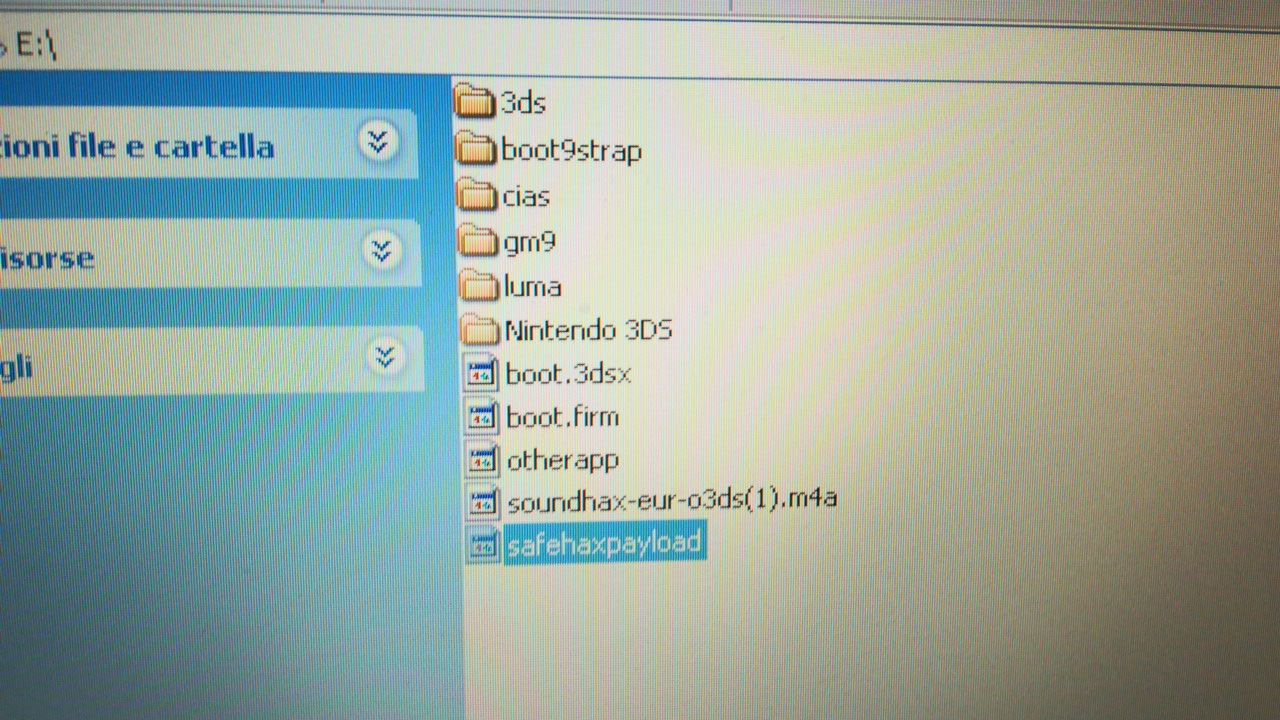 E:\
ioni file e cartella
isorse
gli
3ds
boot9strap
cias
gm9
luma
Nintendo 3DS
boot.3dsx
boot.firm
otherapp
soundhax-eur-o3ds(1).m4a
safehaxpayload